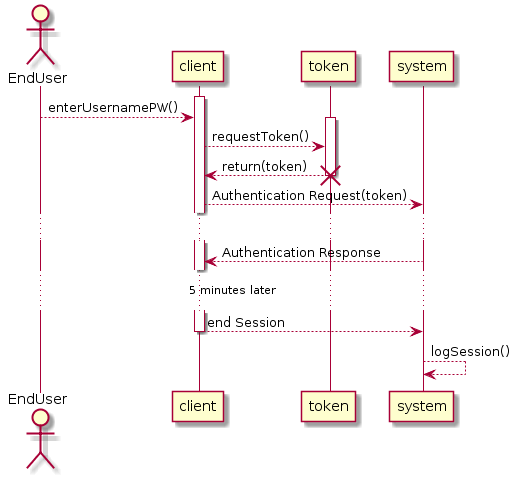 EndUser
client
token
system
enterUsernamePW()
requestToken()
return(token)
Authentication Request(token)
Authentication Response
5 minutes later
end Session
logSession()
EndUser
client
token
system